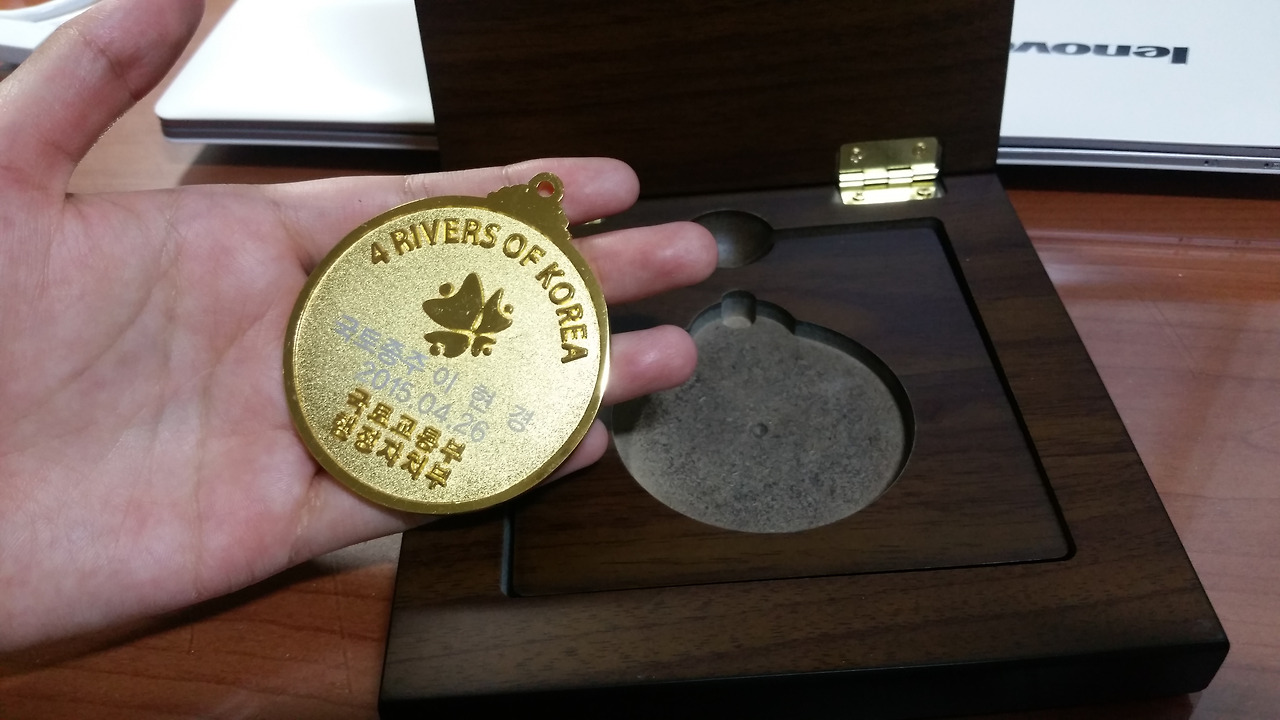 4 RIVERS OF KOREA
국토종주 이 현 경
2015.04.26
국토교통부
행정자치부
lenovo